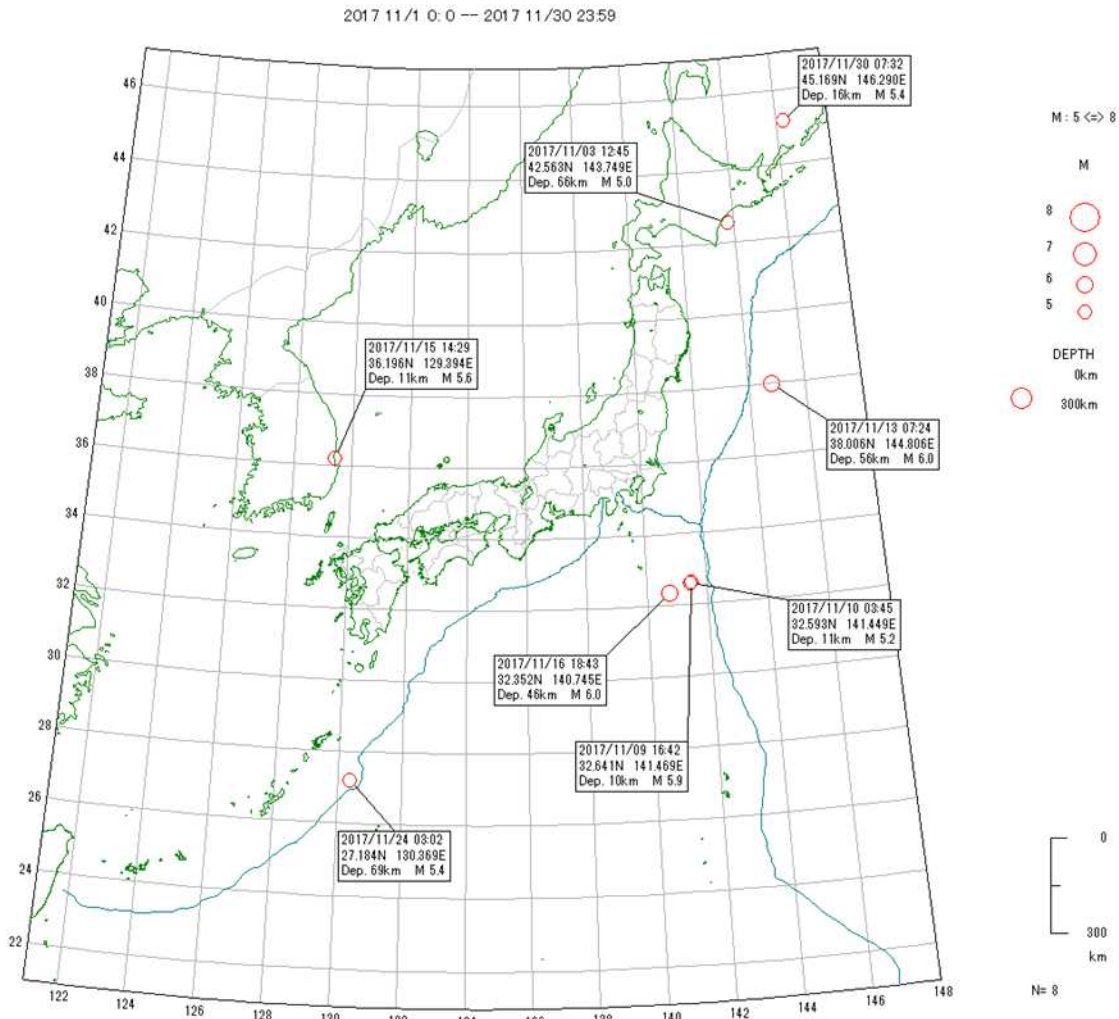 2017 11/1 0: 0 -- 2017 11/30 23:59
2017/11/30 07:32
45.169N 146.290E
Dep. 16km M 5.4
2017/11/03 12:45
42.563N 143.749E
Dep. 66km M 5.0
2017/11/15 14:29
36.196N 129.394E
Dep. 11km M 5.6
2017/11/13 07:24
38.006N 144.806E
Dep. 56km M 6.0
2017/11/10 03:45
32.593N 141.449E
Dep. 11km M 5.2
2017/11/16 18:43
32.352N 140.745E
Dep. 46km M 6.0
2017/11/09 16:42
32.641N 141.469E
Dep. 10km M 5.9
2017/11/24 03:02
27.184N 130.369E
Dep. 69km M 5.4
46
44
42
40
38
36
34
32
30
28
26
24
22
122
124
126
128
142
144
146
148
M : 5 <=> 8
M
8
7
6
5
DEPTH
0km
300km
0
300
km
N= 8